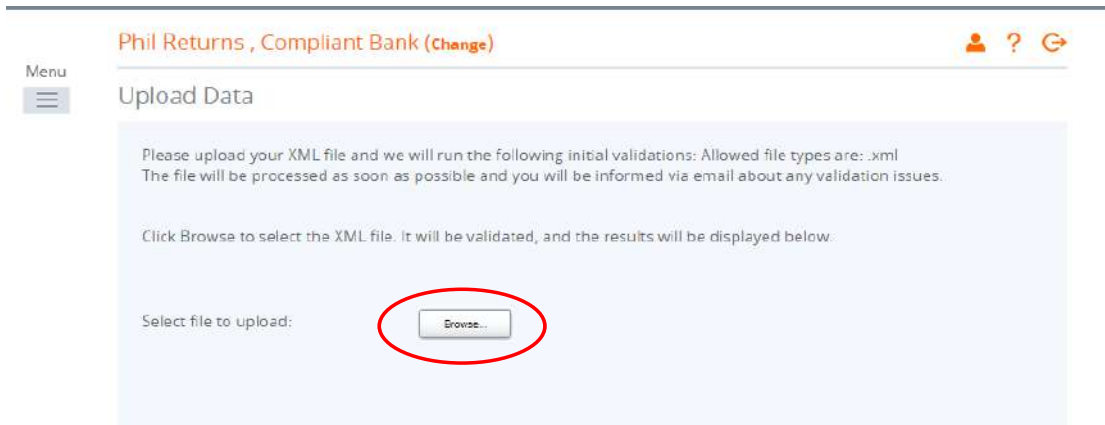 Phil Returns , Compliant Bank (Change)
?
Menu
Upload Data
Please upload your XML file and we will run the following initial validations: Allowed file types are: .xml
The file will be processed as soon as possible and you will be informed via email about any validation issues.
Click Browse to select the XML file. It will be validated, and the results will be displayed below.
Select file to upload:
Browse...